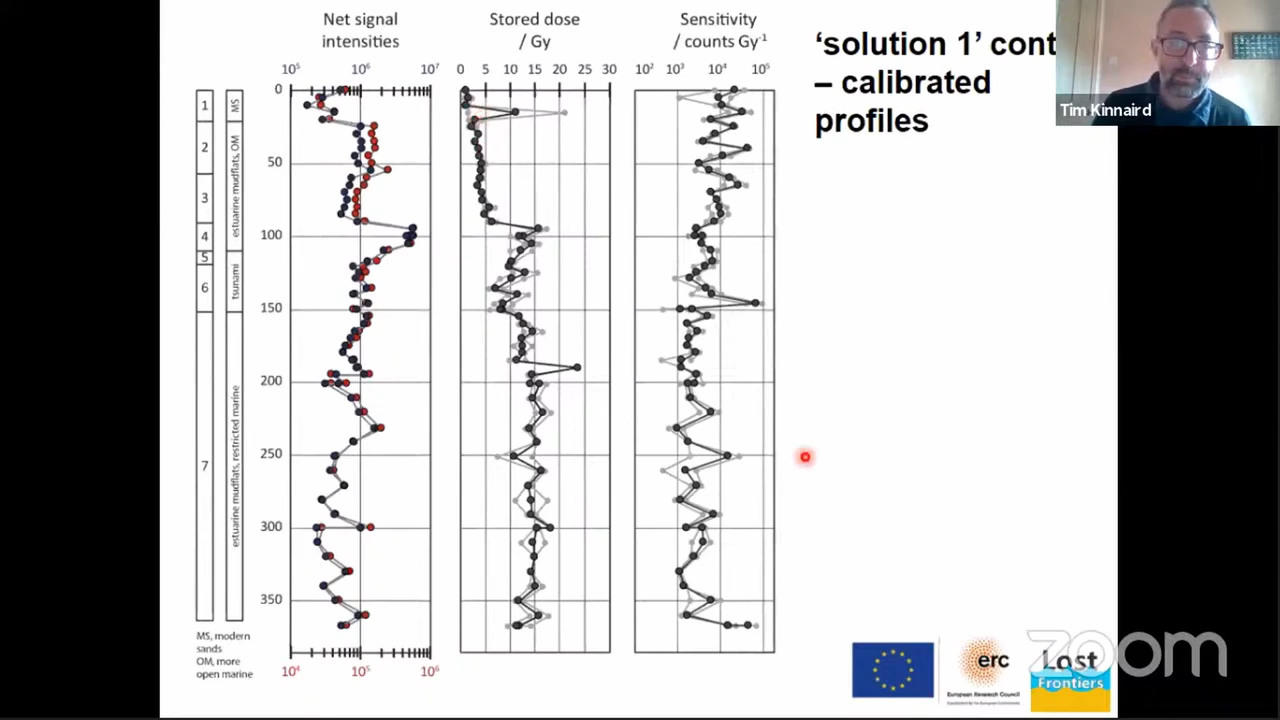 Net signal
intensities
Stored dose
/ Gy
Sensitivity
/ counts Gy-1
‘solution 1’ cont
– calibrated
profiles
Tim Kinnaird
10⁵ 10⁶ 10⁷
0 5 10 15 20 25 30
10² 10³ 10⁴ 10⁵
0
50
100
150
200
250
300
350
1
2
3
4
5
6
7
MS
estuarine mudflats, OM
tsunami
estuarine mudflats, restricted marine
10⁴ 10⁵ 10⁶
MS, modern
sands
OM, more
open marine
erc
European Research Council
Lost
Frontiers
zoom